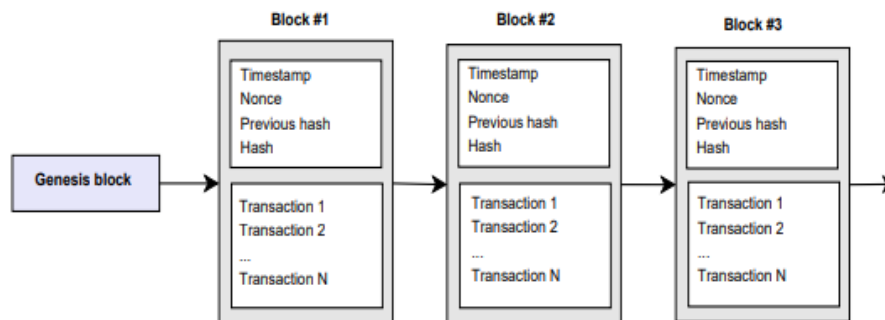 Block #1
Block #2
Block #3
Timestamp
Nonce
Previous hash
Hash
Timestamp
Nonce
Previous hash
Hash
Timestamp
Nonce
Previous hash
Hash
Genesis block
Transaction 1
Transaction 2
...
Transaction N
Transaction 1
Transaction 2
...
Transaction N
Transaction 1
Transaction 2
...
Transaction N